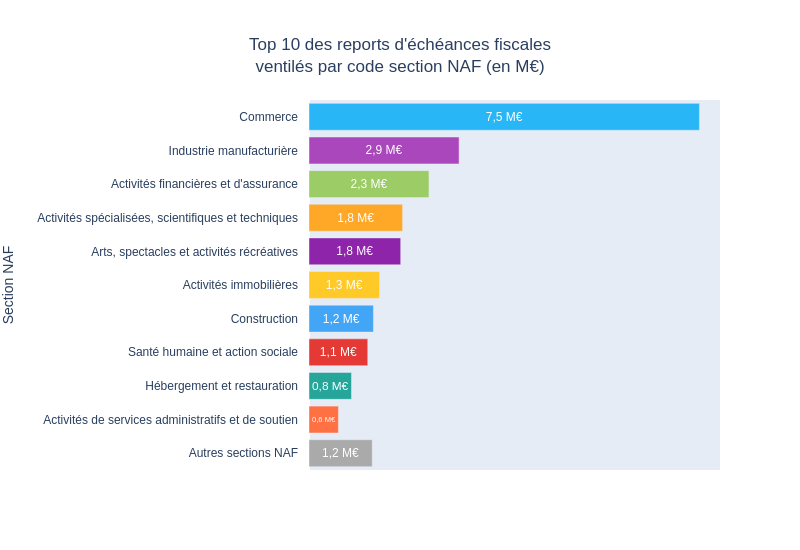 Top 10 des reports d'échéances fiscales
ventilés par code section NAF (en M€)
Section NAF
Commerce 7,5 M€
Industrie manufacturière 2,9 M€
Activités financières et d'assurance 2,3 M€
Activités spécialisées, scientifiques et techniques 1,8 M€
Arts, spectacles et activités récréatives 1,8 M€
Activités immobilières 1,3 M€
Construction 1,2 M€
Santé humaine et action sociale 1,1 M€
Hébergement et restauration 0,8 M€
Activités de services administratifs et de soutien 0,6 M€
Autres sections NAF 1,2 M€